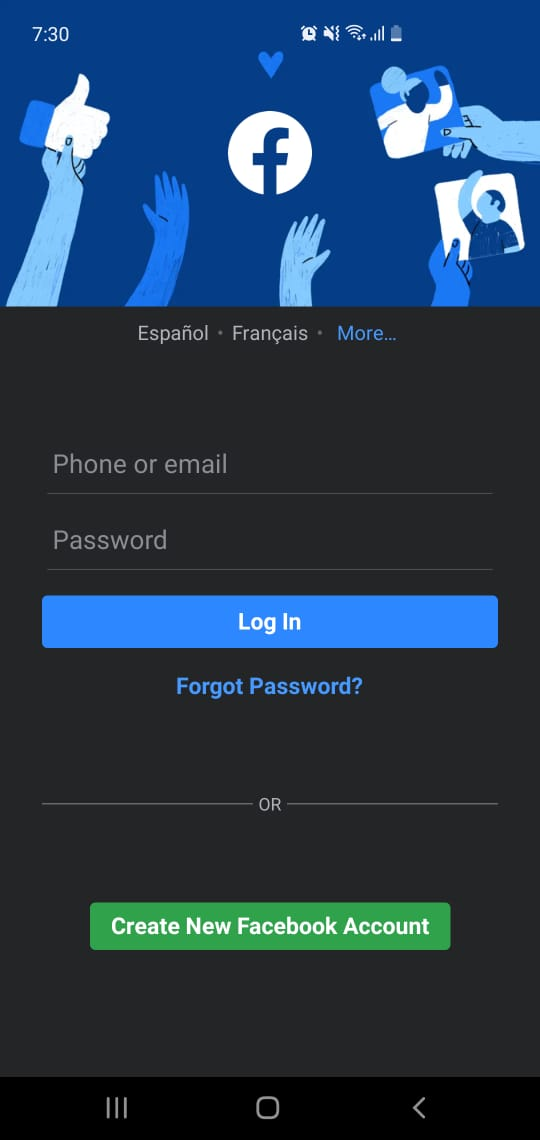 7:30
Español • Français • More...
Phone or email
Password
Log In
Forgot Password?
OR
Create New Facebook Account